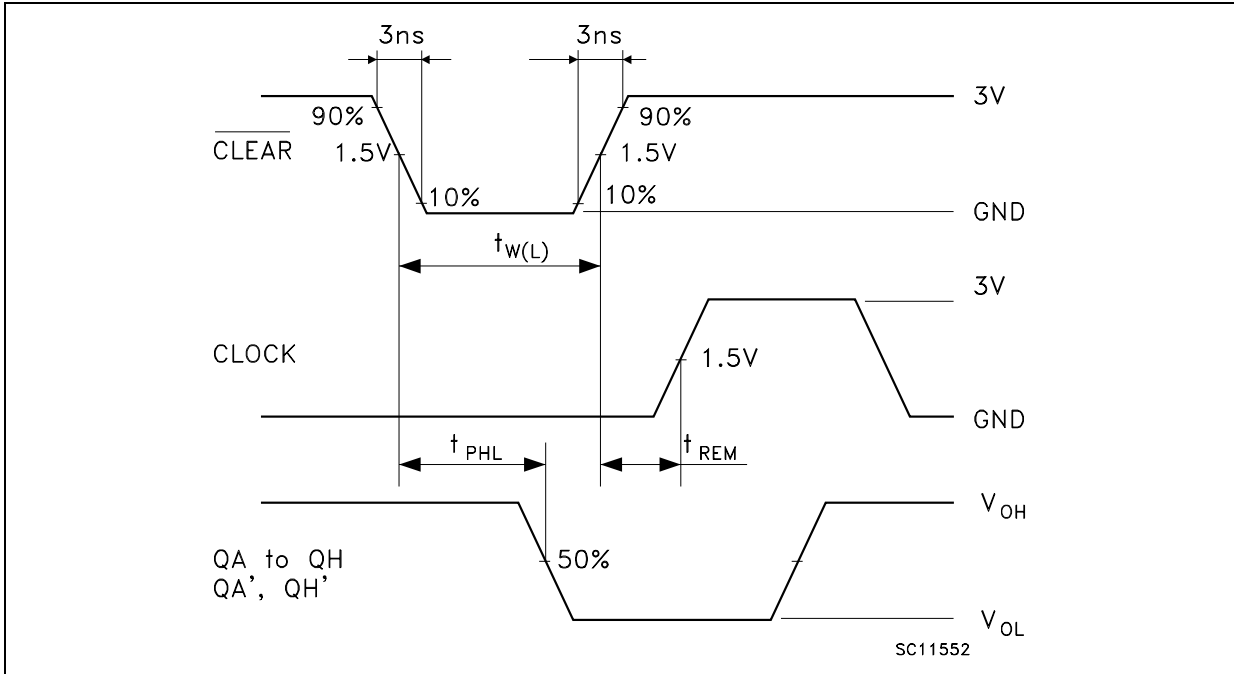 3ns 3ns
90% 90% 3V
CLEAR 1.5V 1.5V
10% 10%
GND
tW(L)
3V
CLOCK 1.5V
GND
tPHL tREM
VOH
QA to QH 50%
QA’, QH’
VOL
SC11552